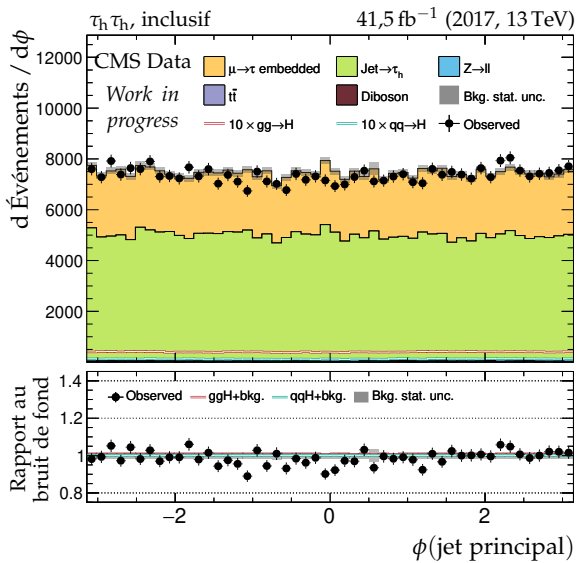 τₕτₕ, inclusif 41,5 fb⁻¹ (2017, 13 TeV)
d Événements / dϕ
8000
6000
4000
2000
CMS Data
Work in
progress
μ→τ embedded Jet→τₕ Z→ll
tt̄ Diboson Bkg. stat. unc.
10 × gg→H 10 × qq→H Observed
Rapport au
bruit de fond
1.4
1.2
1
0.8
Observed ggH+bkg. qqH+bkg. Bkg. stat. unc.
−2 0 2
ϕ(jet principal)